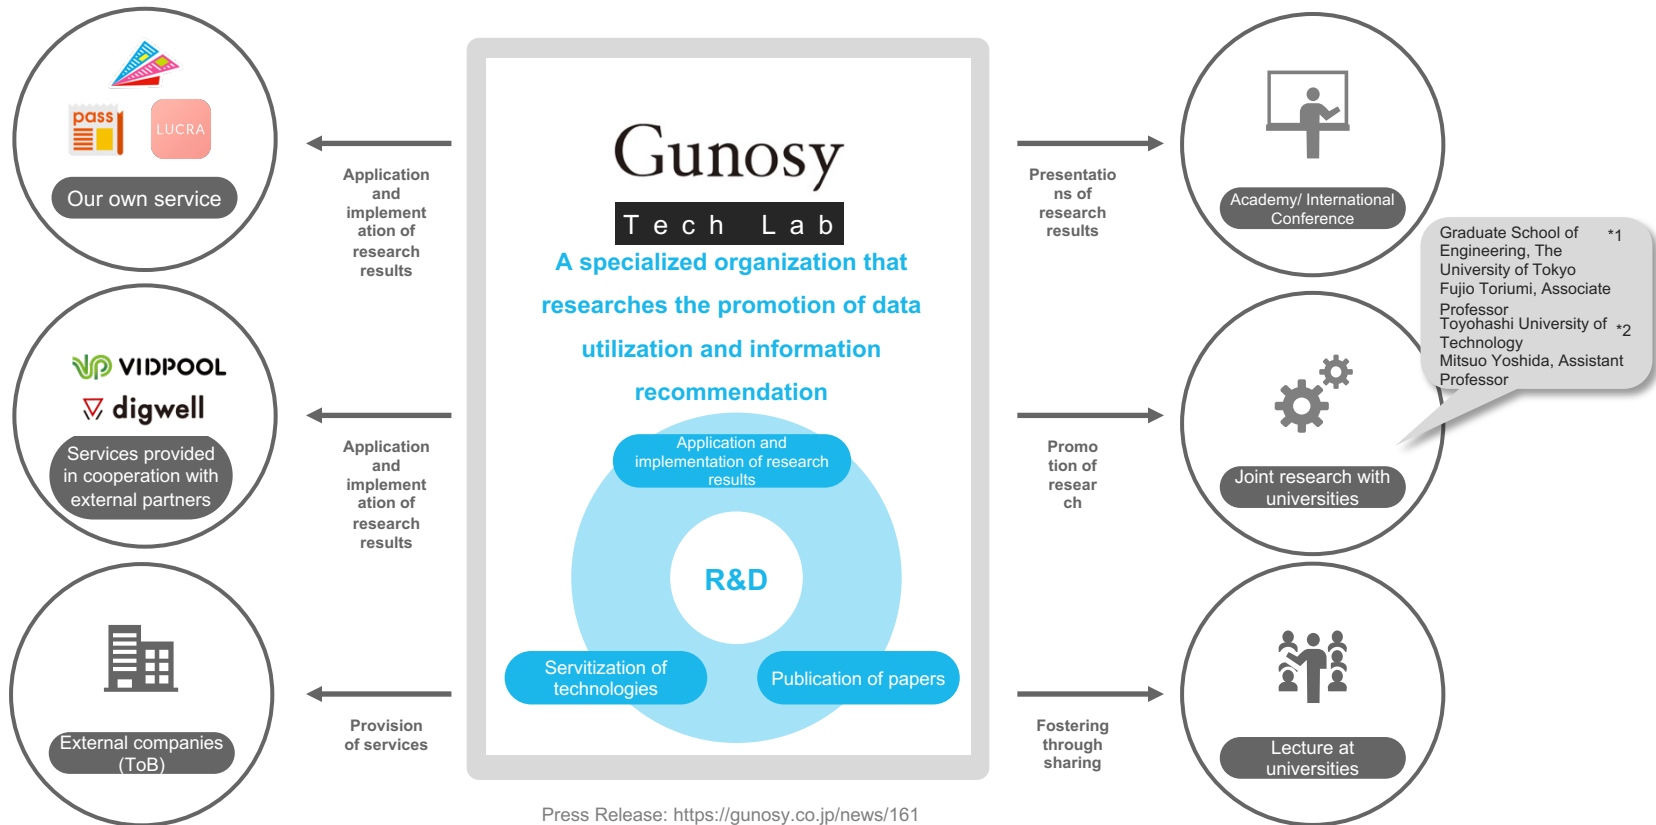 pass
LUCRA
Our own service
Application
and
implement
ation of
research
results
VIDPOOL
digwell
Services provided
in cooperation with
external partners
Application
and
implement
ation of
research
results
External companies
(ToB)
Provision
of services
Gunosy
Tech Lab
A specialized organization that
researches the promotion of data
utilization and information
recommendation
Application and
implementation of research
results
R&D
Servitization of
technologies
Publication of papers
Press Release: https://gunosy.co.jp/news/161
Presentatio
ns of
research
results
Academy/ International
Conference
Graduate School of *1
Engineering, The
University of Tokyo
Fujio Toriumi, Associate
Professor
Toyohashi University of *2
Technology
Mitsuo Yoshida, Assistant
Professor
Promo
tion of
resear
ch
Joint research with
universities
Fostering
through
sharing
Lecture at
universities